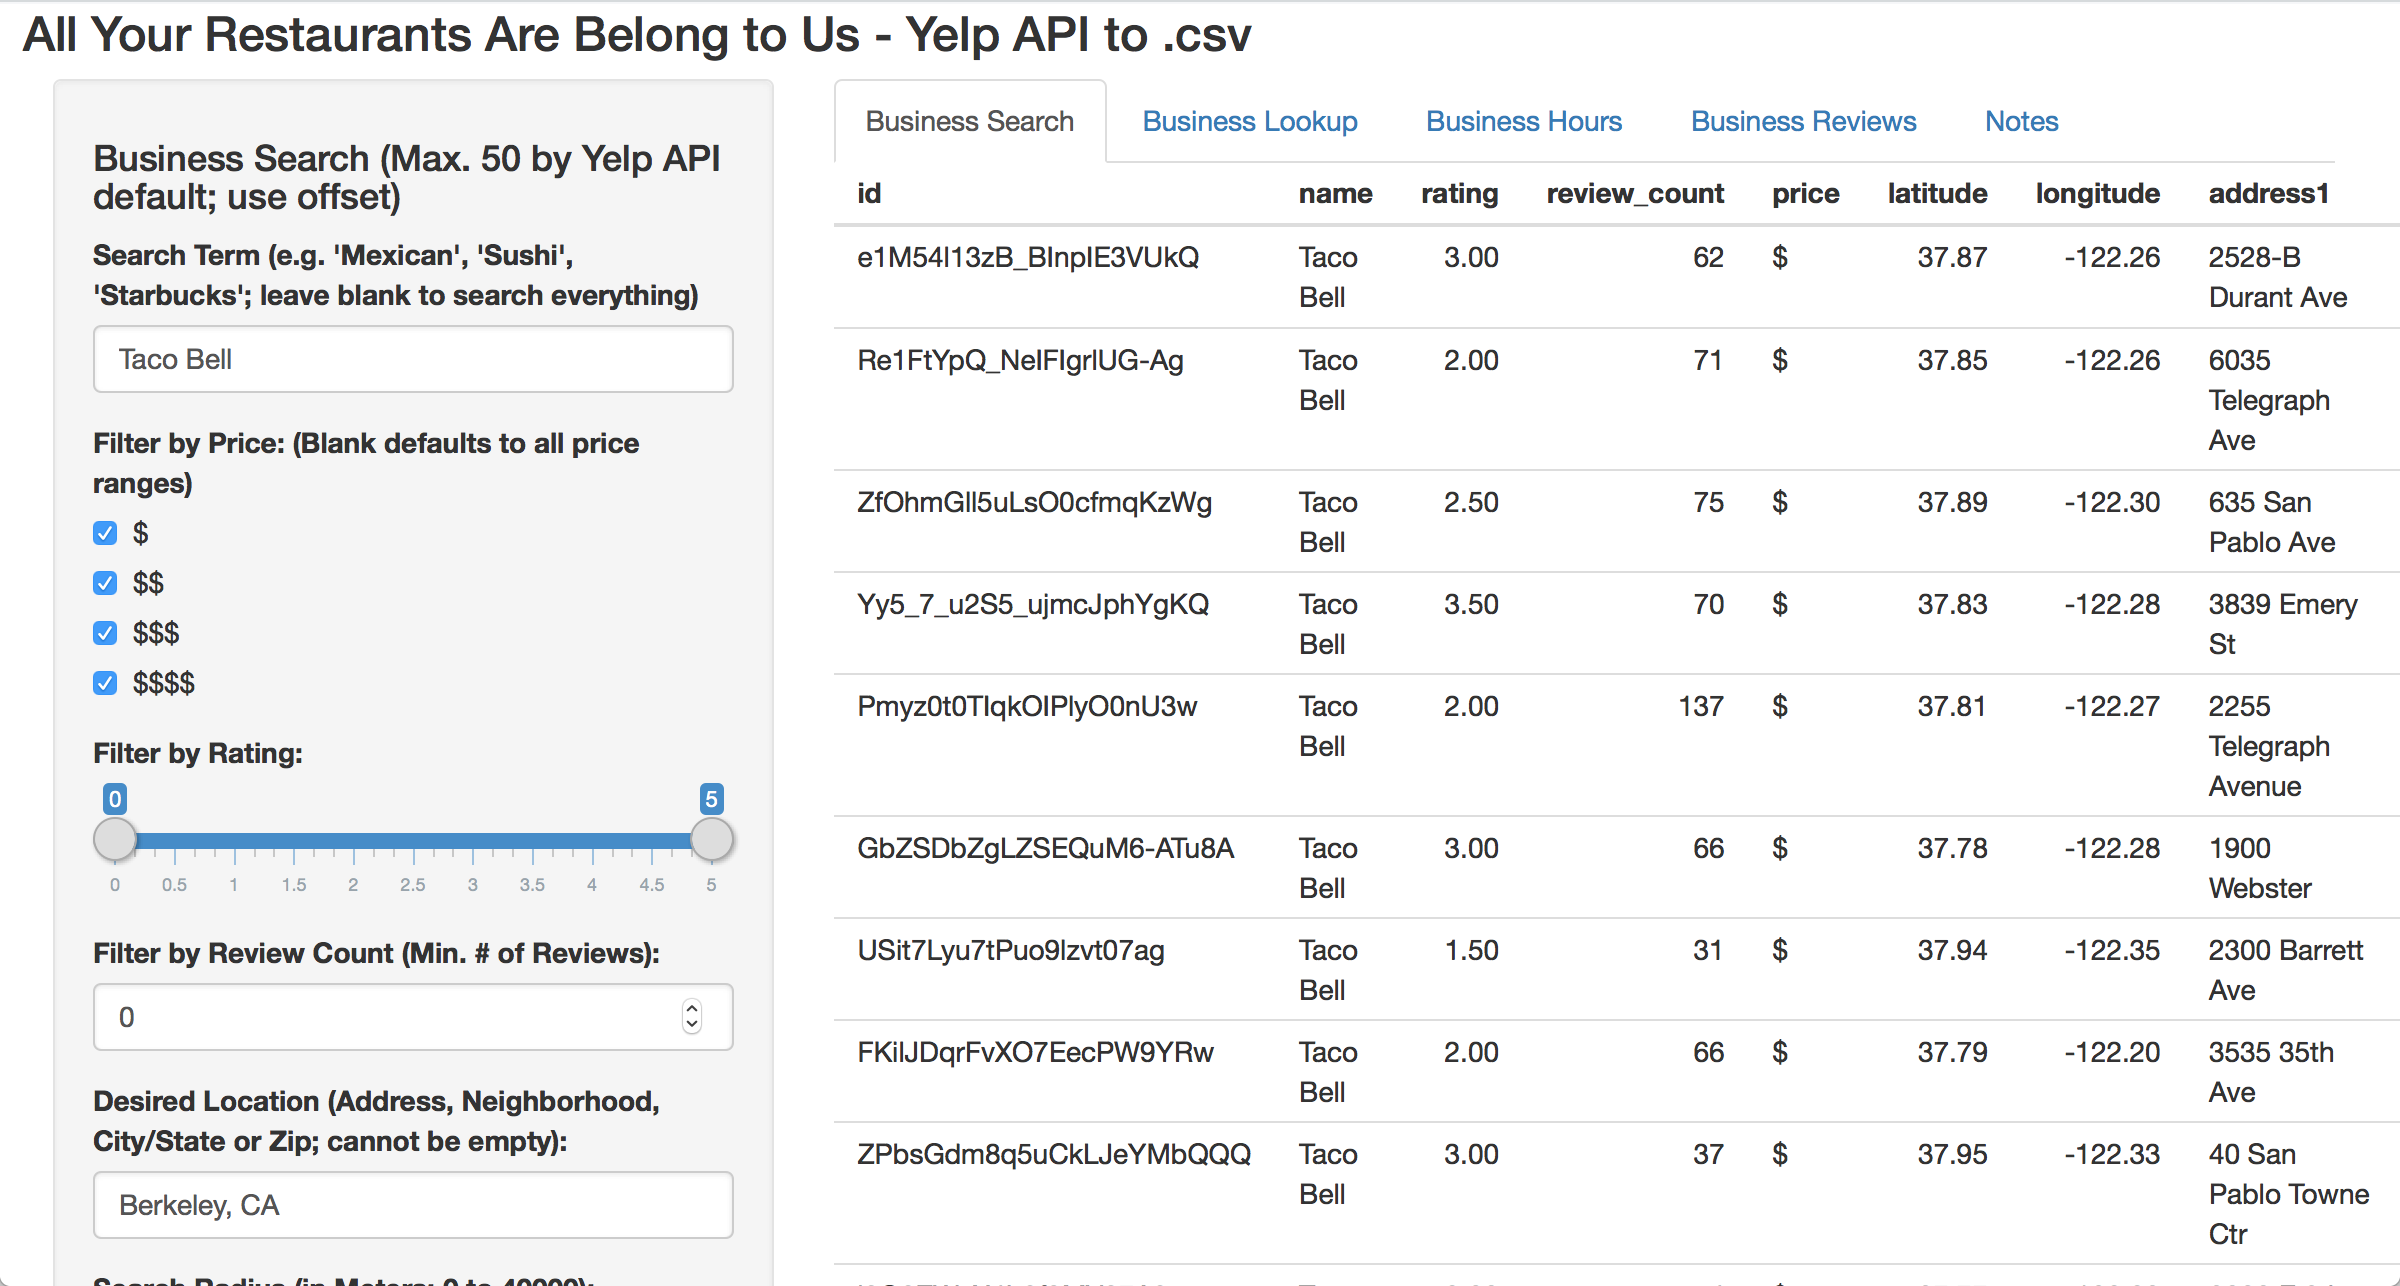 All Your Restaurants Are Belong to Us - Yelp API to .csv
Business Search (Max. 50 by Yelp API
default; use offset)
Search Term (e.g. 'Mexican', 'Sushi',
'Starbucks'; leave blank to search everything)
Taco Bell
Filter by Price: (Blank defaults to all price
ranges)
$
$$
$$$
$$$$
Filter by Rating:
0 5
0 0.5 1 1.5 2 2.5 3 3.5 4 4.5 5
Filter by Review Count (Min. # of Reviews):
0
Desired Location (Address, Neighborhood,
City/State or Zip; cannot be empty):
Berkeley, CA
Search Radius (in Meters: 0 to 40000):
Business Search Business Lookup Business Hours Business Reviews Notes
id name rating review_count price latitude longitude address1
e1M54l13zB_BInpIE3VUkQ Taco 3.00 62 $ 37.87 -122.26 2528-B
Bell Durant Ave
Re1FtYpQ_NeIFIgrlUG-Ag Taco 2.00 71 $ 37.85 -122.26 6035
Bell Telegraph
Ave
ZfOhmGll5uLsO0cfmqKzWg Taco 2.50 75 $ 37.89 -122.30 635 San
Bell Pablo Ave
Yy5_7_u2S5_ujmcJphYgKQ Taco 3.50 70 $ 37.83 -122.28 3839 Emery
Bell St
Pmyz0t0TIqkOIPlyO0nU3w Taco 2.00 137 $ 37.81 -122.27 2255
Bell Telegraph
Avenue
GbZSDbZgLZSEQuM6-ATu8A Taco 3.00 66 $ 37.78 -122.28 1900
Bell Webster
USit7Lyu7tPuo9lzvt07ag Taco 1.50 31 $ 37.94 -122.35 2300 Barrett
Bell Ave
FKilJDqrFvXO7EecPW9YRw Taco 2.00 66 $ 37.79 -122.20 3535 35th
Bell Ave
ZPbsGdm8q5uCkLJeYMbQQQ Taco 3.00 37 $ 37.95 -122.33 40 San
Bell Pablo Towne
Ctr